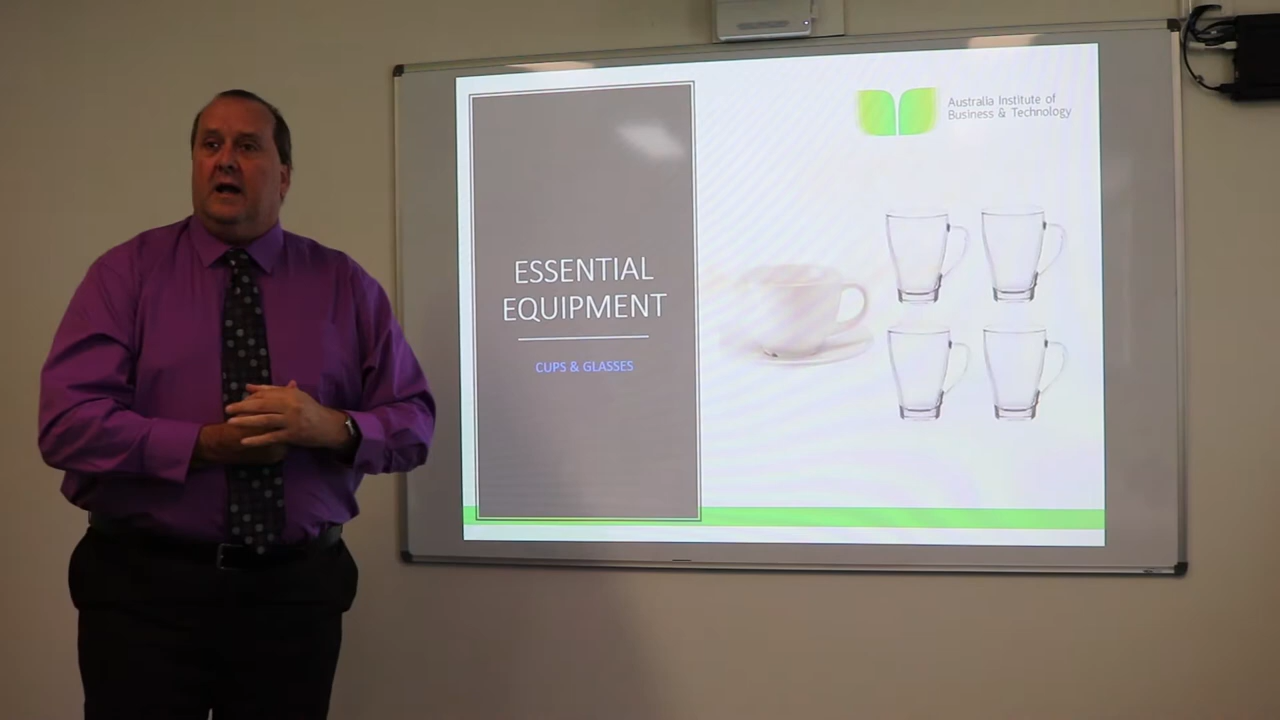 ESSENTIAL
EQUIPMENT
CUPS & GLASSES
Australia Institute of
Business & Technology